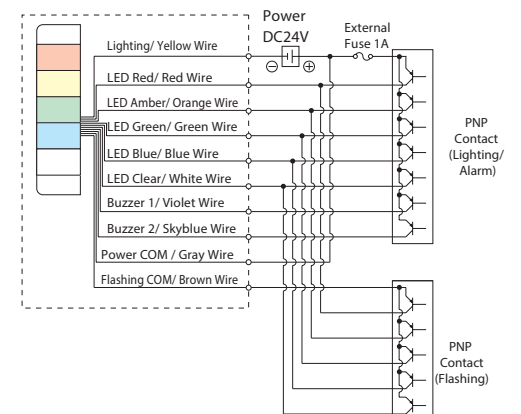 Power
DC24V
External
Fuse 1A
Lighting/ Yellow Wire
LED Red/ Red Wire
LED Amber/ Orange Wire
LED Green/ Green Wire
LED Blue/ Blue Wire
LED Clear/ White Wire
Buzzer 1/ Violet Wire
Buzzer 2/ Skyblue Wire
Power COM / Gray Wire
Flashing COM/ Brown Wire
PNP
Contact
(Lighting/
Alarm)
PNP
Contact
(Flashing)